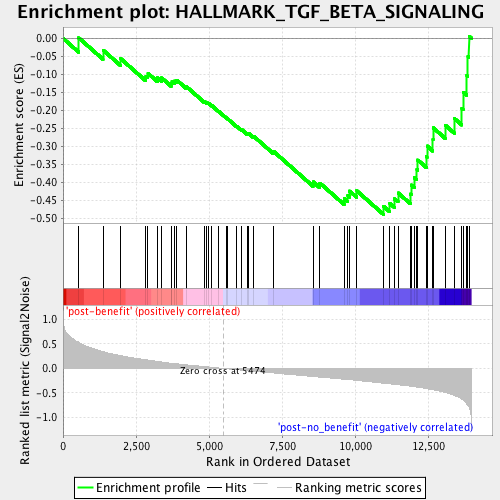 Enrichment plot: HALLMARK_TGF_BETA_SIGNALING
Enrichment score (ES)
0.00
-0.05
-0.10
-0.15
-0.20
-0.25
-0.30
-0.35
-0.40
-0.45
-0.50
'post-benefit' (positively correlated)
Ranked list metric (Signal2Noise)
1.0
0.5
0.0
-0.5
-1.0
Zero cross at 5474
'post-no_benefit' (negatively correlated)
0
2,500
5,000
7,500
10,000
12,500
Rank in Ordered Dataset
Enrichment profile
Hits
Ranking metric scores